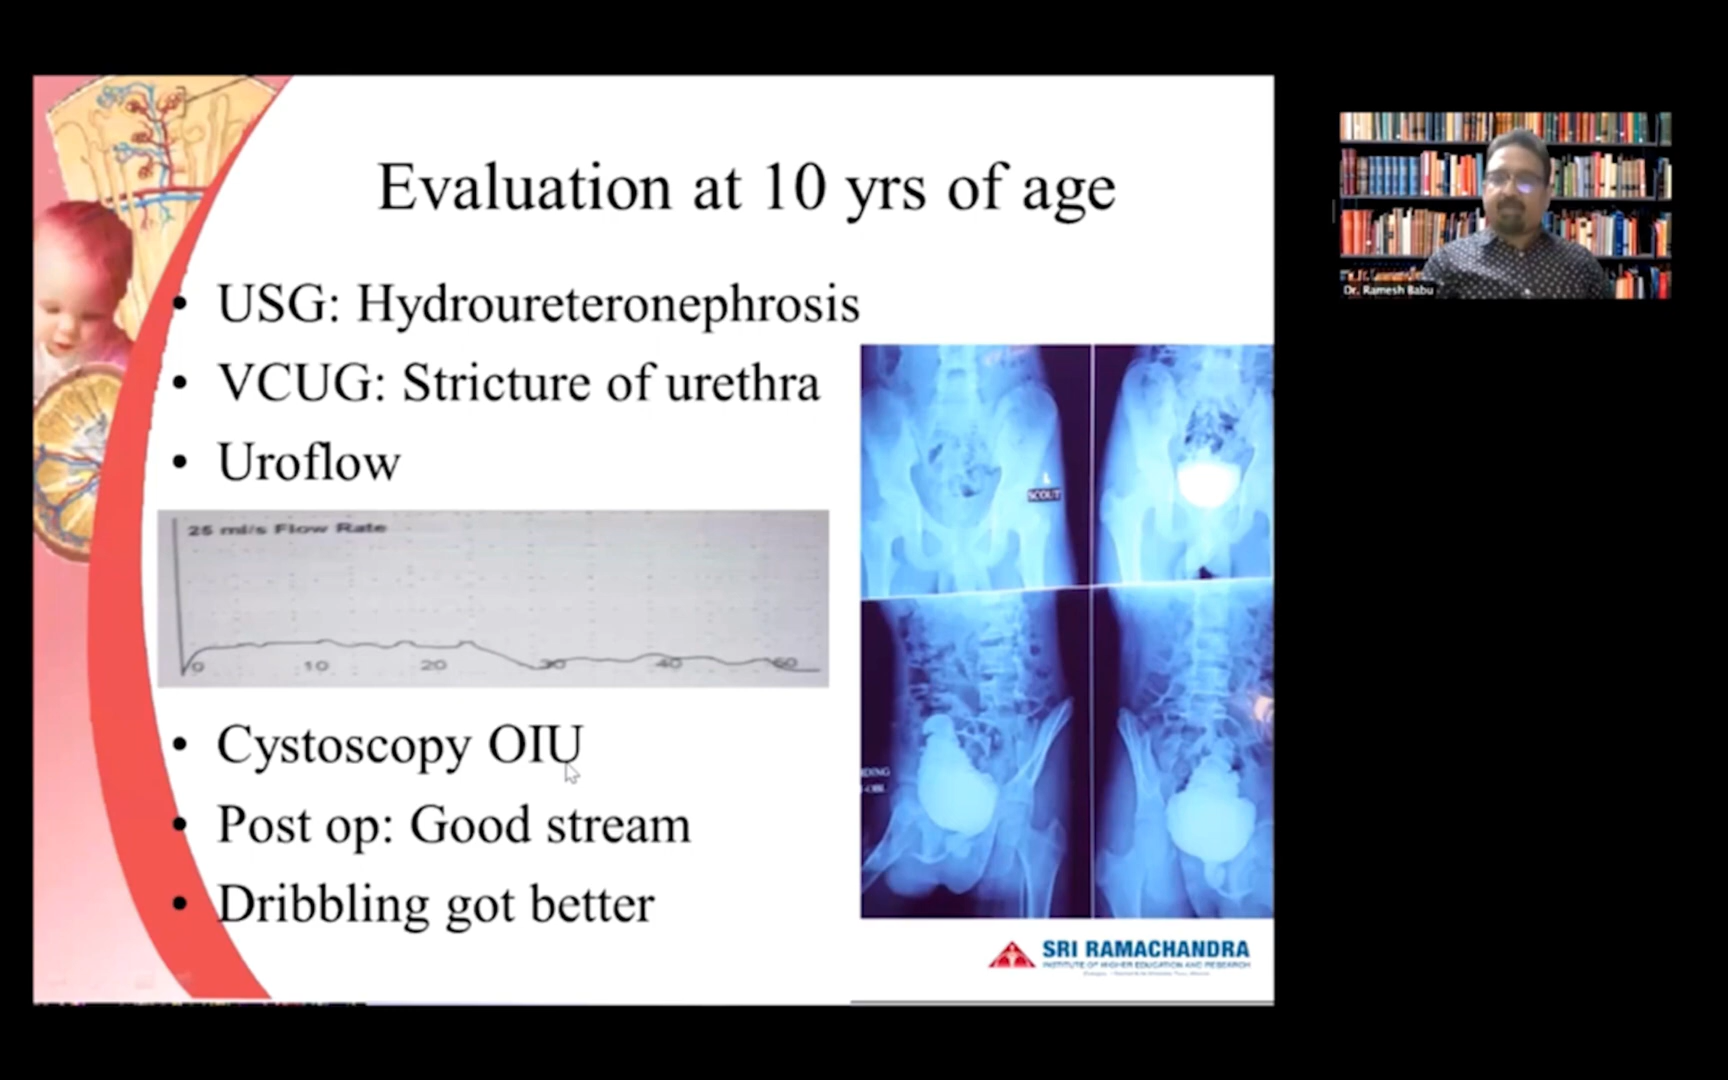 Evaluation at 10 yrs of age
• USG: Hydroureteronephrosis
• VCUG: Stricture of urethra
• Uroflow
25 ml/s Flow Rate
0 10 20 30 40
• Cystoscopy OIU
• Post op: Good stream
• Dribbling got better
SCOUT
SRI RAMACHANDRA
INSTITUTE OF HIGHER EDUCATION AND RESEARCH
Dr. Ramesh Babu